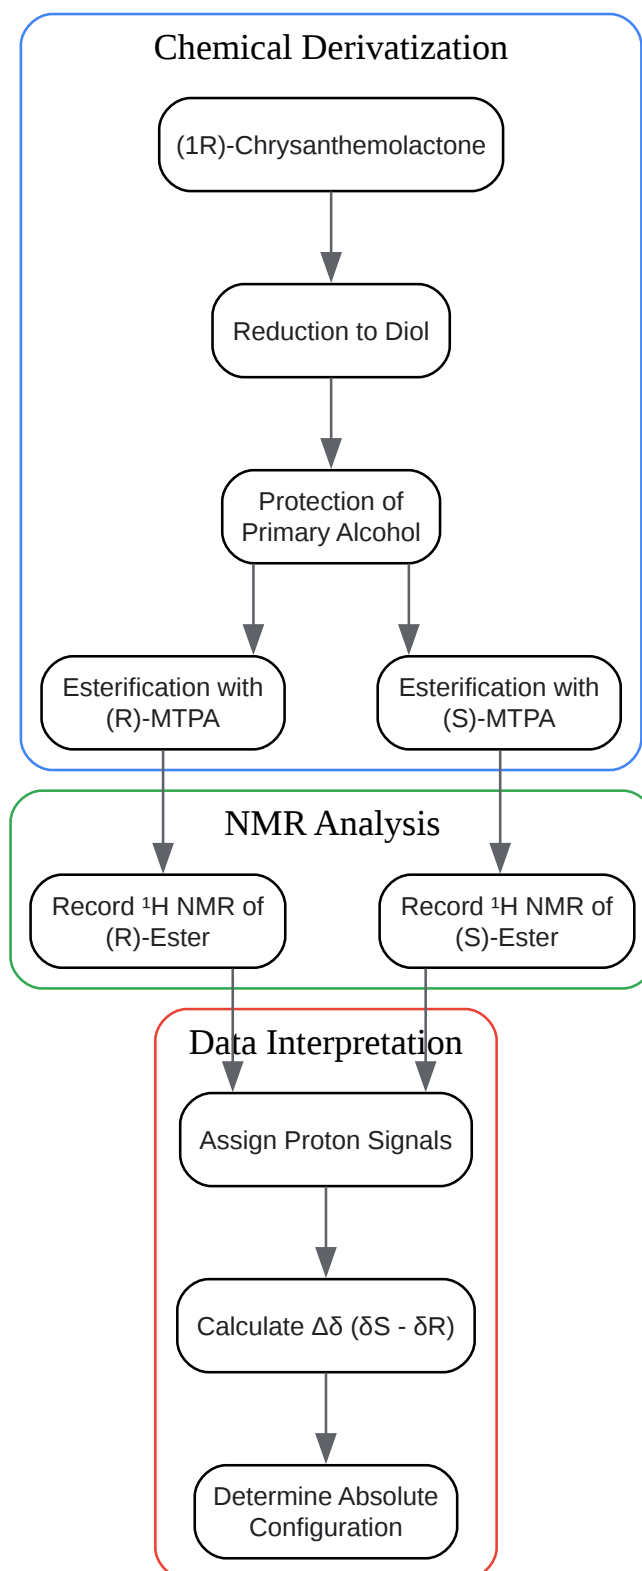 Chemical Derivatization
(1R)-Chrysanthemolactone
Reduction to Diol
Protection of
Primary Alcohol
Esterification with
(R)-MTPA
Esterification with
(S)-MTPA
NMR Analysis
Record ¹H NMR of
(R)-Ester
Record ¹H NMR of
(S)-Ester
Data Interpretation
Assign Proton Signals
Calculate Δδ (δS - δR)
Determine Absolute
Configuration